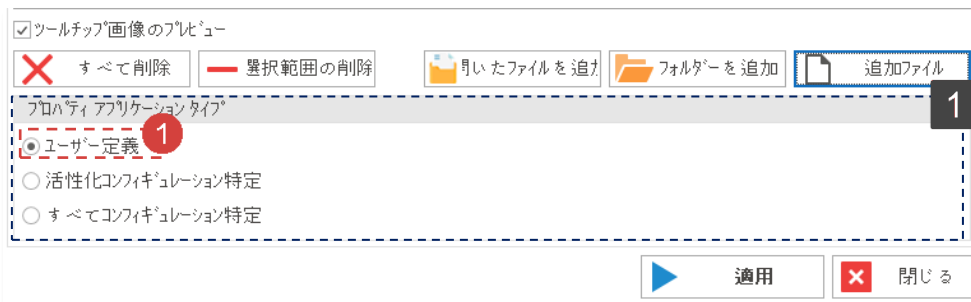 ツールチップ画像のプレビュー
すべて削除
選択範囲の削除
開いたファイルを追加
フォルダーを追加
追加ファイル
1
プロパティ アプリケーション タイプ
1
ユーザー定義
活性化コンフィギュレーション特定
すべてコンフィギュレーション特定
適用
閉じる